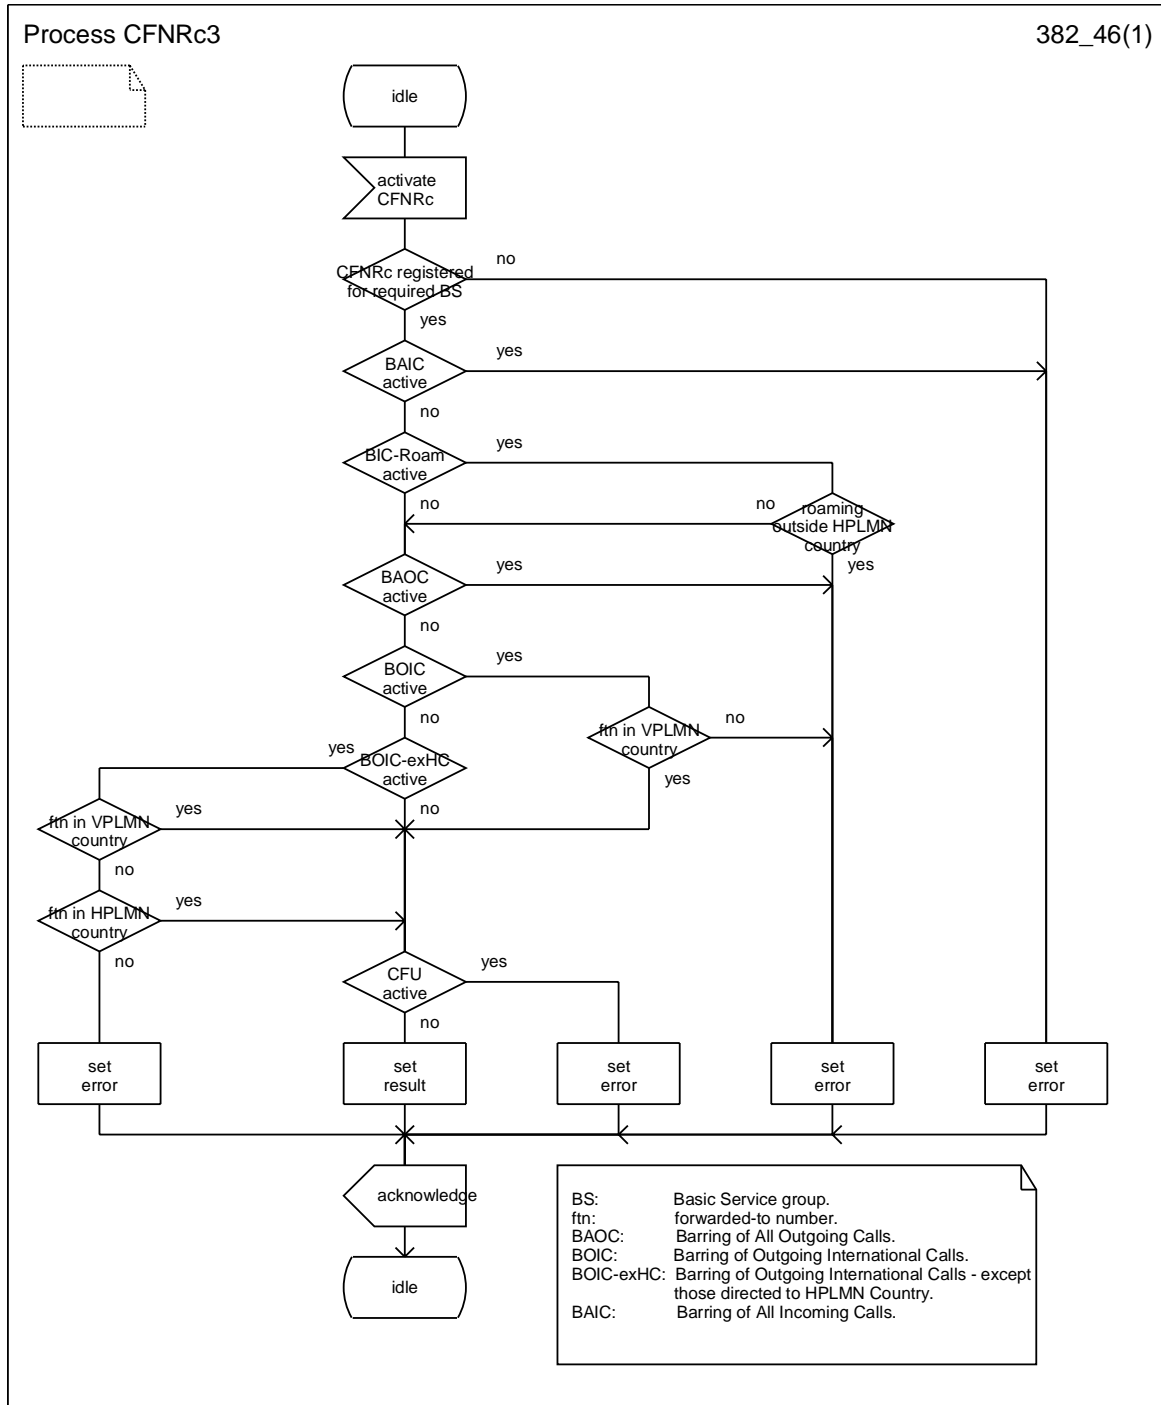 Process CFNRc3
382_46(1)
idle
activate
CFNRc
CFNRc registered
for required BS
no
yes
BAIC
active
yes
no
BIC-Roam
active
yes
no
no
roaming
outside HPLMN
country
yes
BAOC
active
yes
no
BOIC
active
yes
no
ftn in VPLMN
country
no
yes
yes
BOIC-exHC
active
no
ftn in VPLMN
country
yes
no
ftn in HPLMN
country
yes
no
CFU
active
yes
no
set
error
set
result
set
error
set
error
set
error
acknowledge
idle
BS: Basic Service group.
ftn: forwarded-to number.
BAOC: Barring of All Outgoing Calls.
BOIC: Barring of Outgoing International Calls.
BOIC-exHC: Barring of Outgoing International Calls - except
those directed to HPLMN Country.
BAIC: Barring of All Incoming Calls.